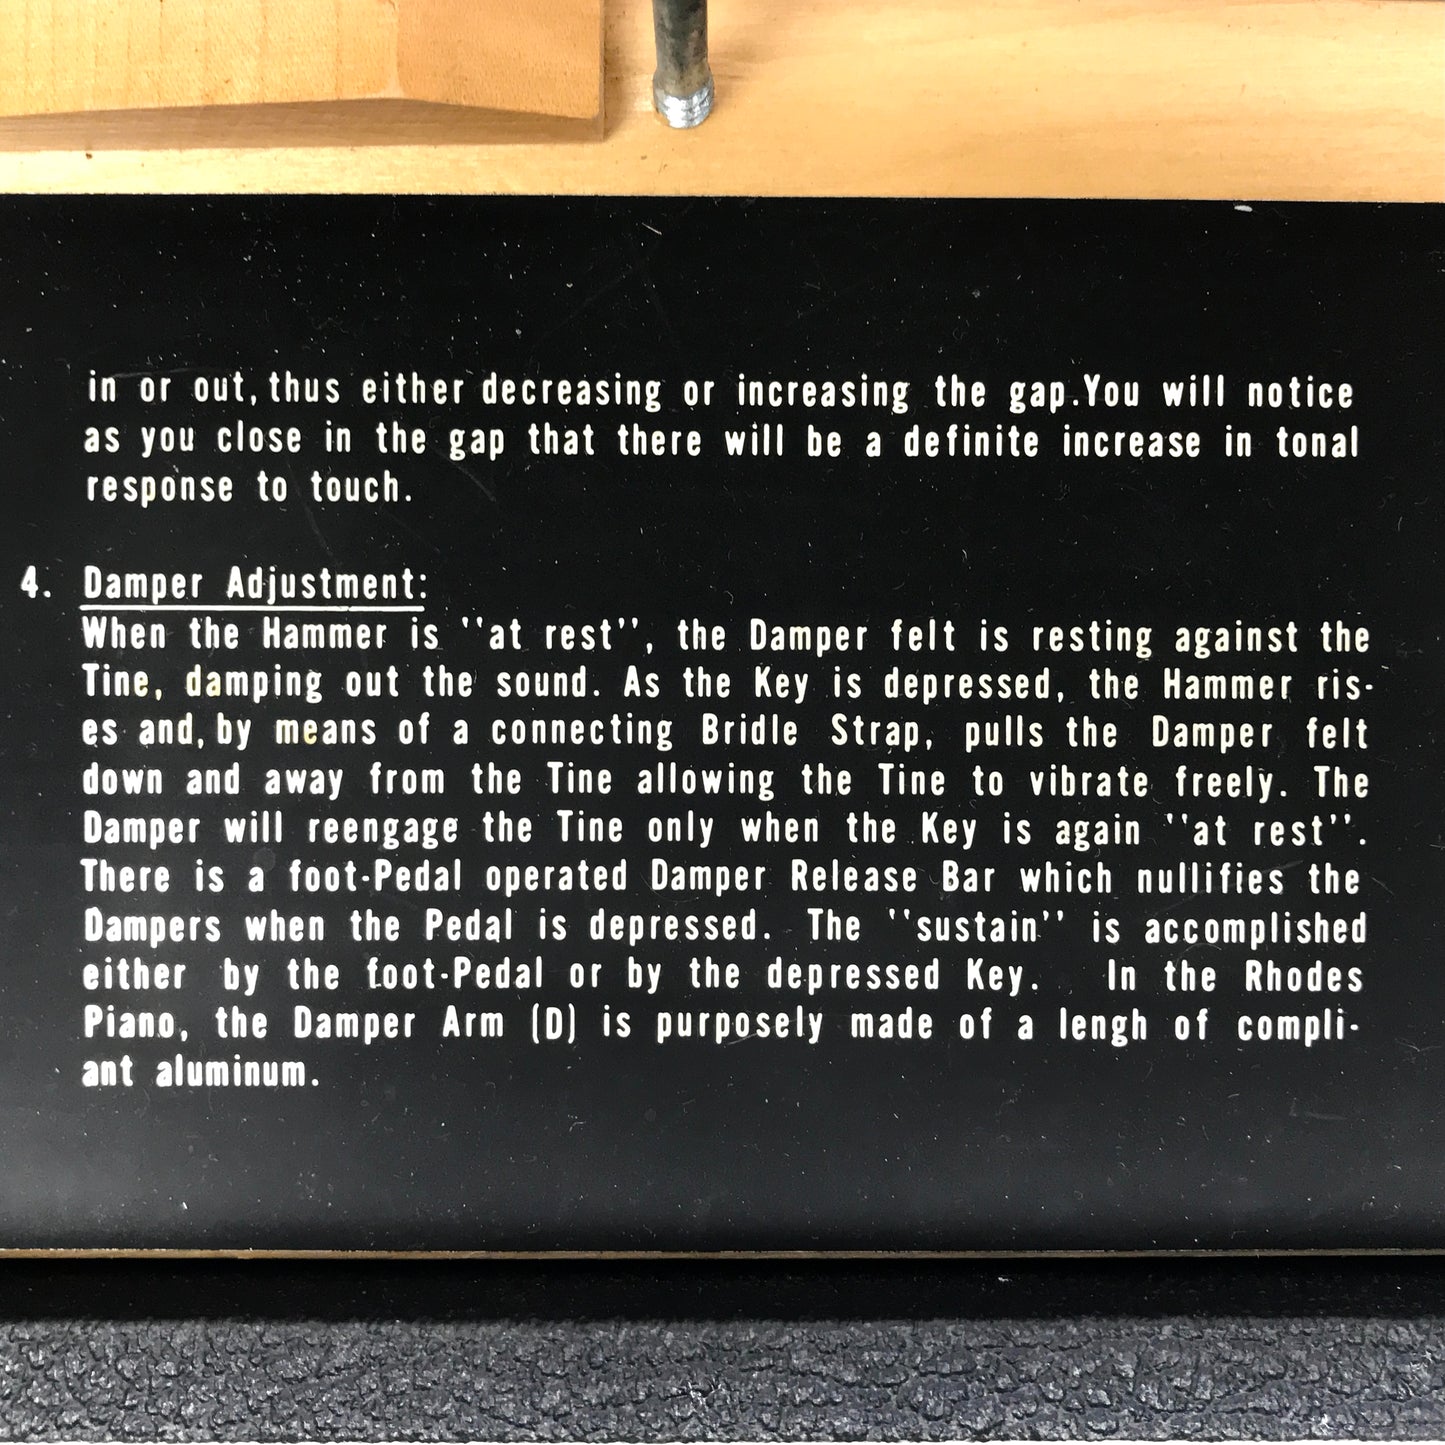 in or out, thus either decreasing or increasing the gap.You will notice
as you close in the gap that there will be a definite increase in tonal
response to touch.
4. Damper Adjustment:
When the Hammer is "at rest", the Damper felt is resting against the
Tine, damping out the sound. As the Key is depressed, the Hammer ris-
es and, by means of a connecting Bridle Strap, pulls the Damper felt
down and away from the Tine allowing the Tine to vibrate freely. The
Damper will reengage the Tine only when the Key is again "at rest".
There is a foot-Pedal operated Damper Release Bar which nullifies the
Dampers when the Pedal is depressed. The "sustain" is accomplished
either by the foot-Pedal or by the depressed Key. In the Rhodes
Piano, the Damper Arm (D) is purposely made of a lengh of compli-
ant aluminum.